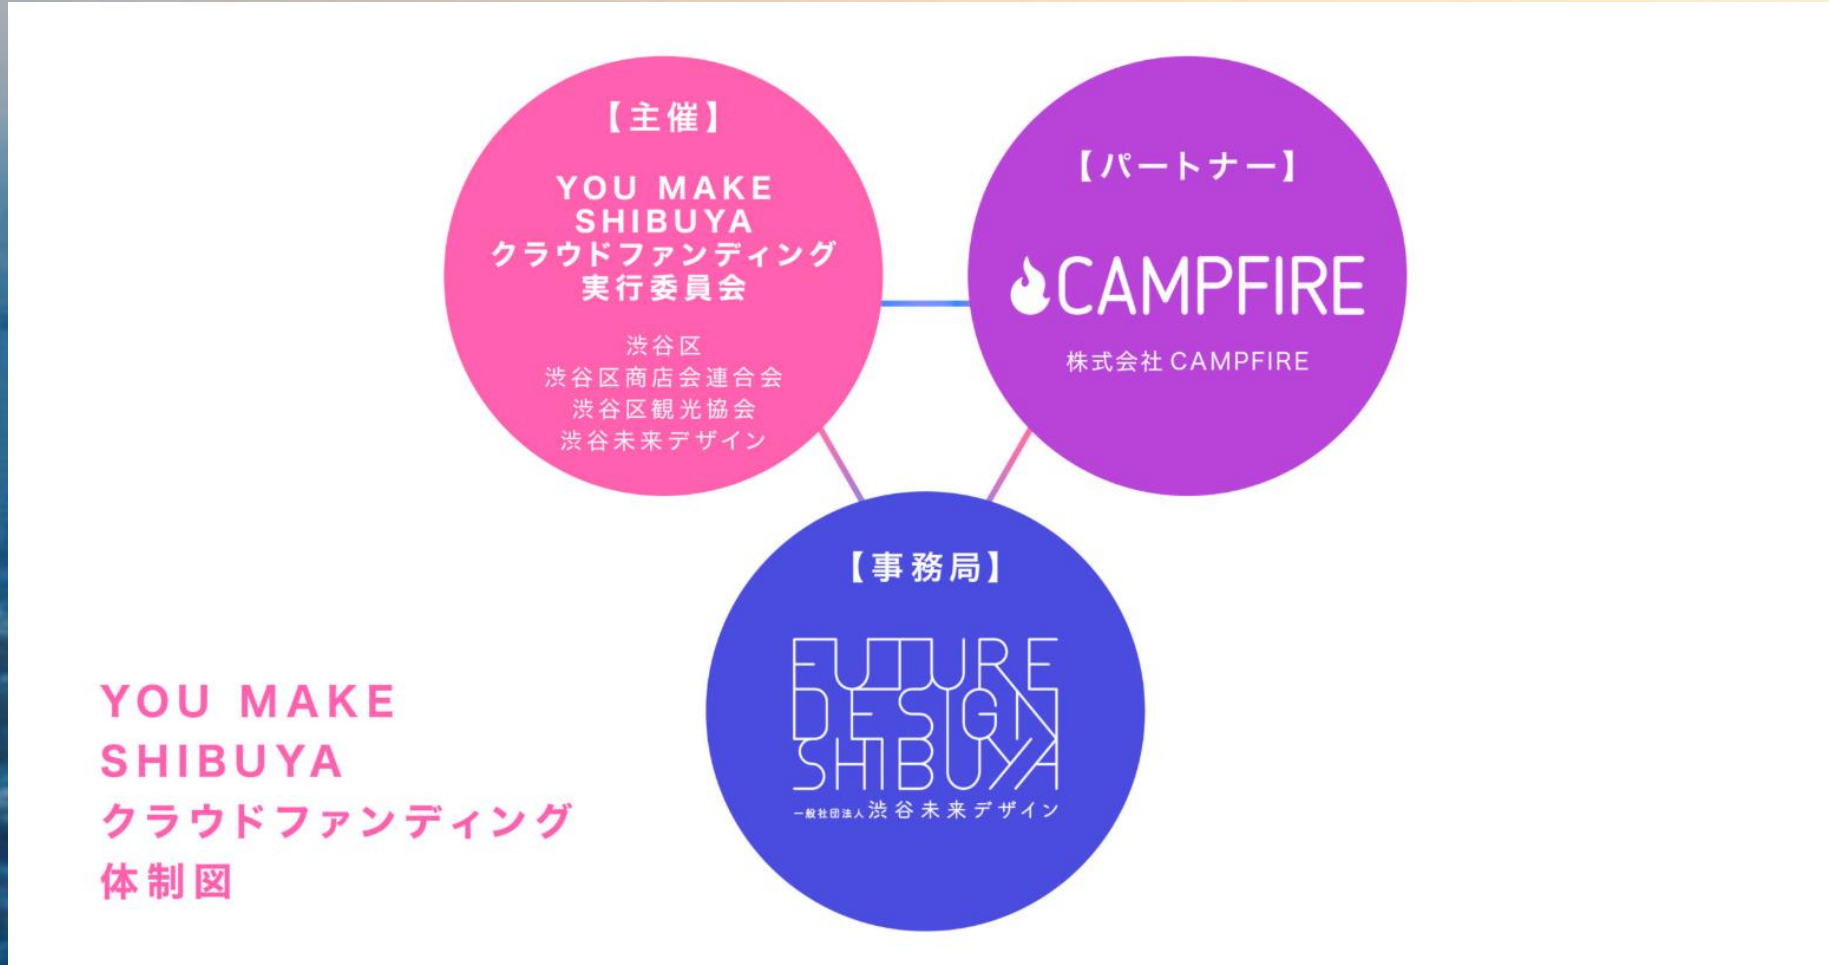 【主催】
YOU MAKE
SHIBUYA
クラウドファンディング
実行委員会
渋谷区
渋谷区商店会連合会
渋谷区観光協会
渋谷未来デザイン
【パートナー】
CAMPFIRE
株式会社 CAMPFIRE
【事務局】
FUTURE
DESIGN
SHIBUYA
一般社団法人 渋谷未来デザイン
YOU MAKE
SHIBUYA
クラウドファンディング
体制図